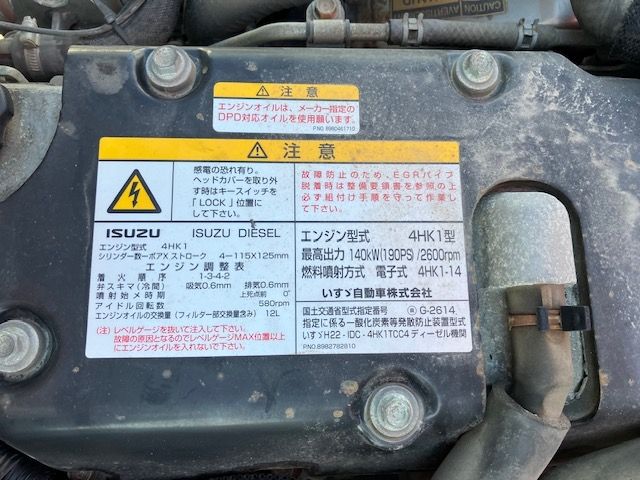 CAUTION
⚠ 注 意
エンジンオイルは、メーカー指定の
DPD対応オイルを使用願います。
P.NO. 8980461710
⚠ 注 意
感電の恐れ有り。
ヘッドカバーを取り外
す時はキースイッチを
「LOCK」位置に
して下さい。
故障防止のため、EGRパイプ
脱着時は整備要領書を参照の上
必ず組付け手順を守って作業
して下さい。
ISUZU ISUZU DIESEL
エンジン型式 4HK1
シリンダー数ーボアXストローク 4ー115X125mm
エンジン調整表
着火順序 1-3-4-2
弁スキマ(冷間) 吸気0.6mm 排気0.6mm
噴射始メ時期 上死点前 0°
アイドル回転数 580rpm
エンジンオイルの交換量(フィルター部交換量含み) 12L
(注)レベルゲージを抜いて注入して下さい。
故障の原因となるのでレベルゲージMAX位置以上
にエンジンオイルを入れないで下さい。
エンジン型式 4HK1型
最高出力 140kW(190PS)/2600rpm
燃料噴射方式 電子式 4HK1-14
いすゞ自動車株式会社
国土交通省型式指定番号 G-2614
指定に係る一酸化炭素等発散防止装置型式
いすゞH22-IDC-4HK1TCC4 ディーゼル機関
P.NO.8982782810